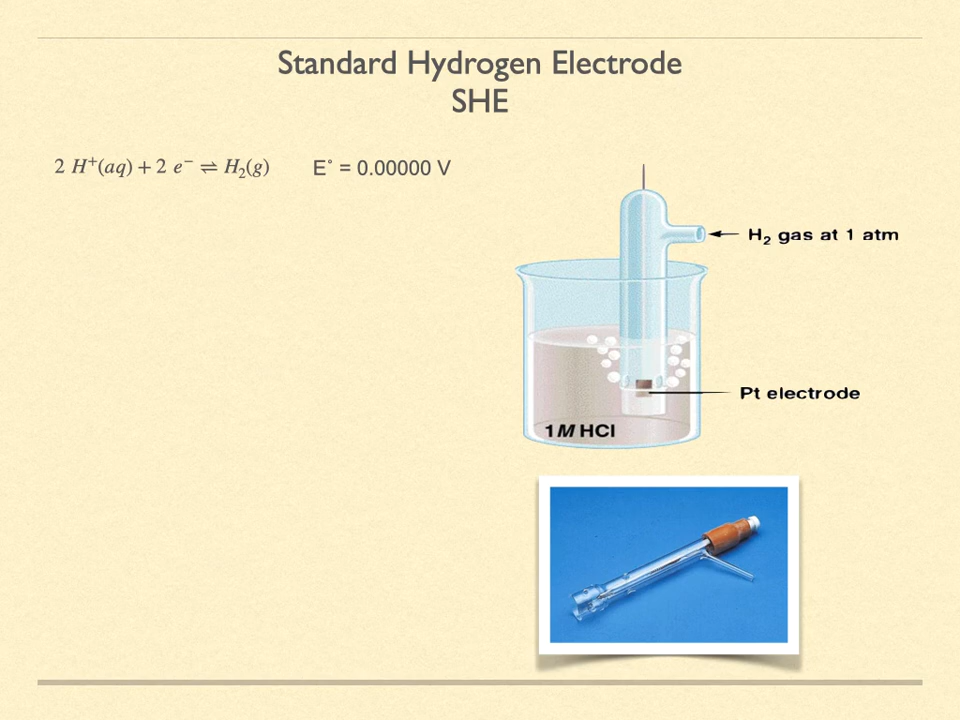 Standard Hydrogen Electrode
SHE
2 H⁺(aq) + 2 e⁻ ⇌ H₂(g) E° = 0.00000 V
H₂ gas at 1 atm
Pt electrode
1 M HCl